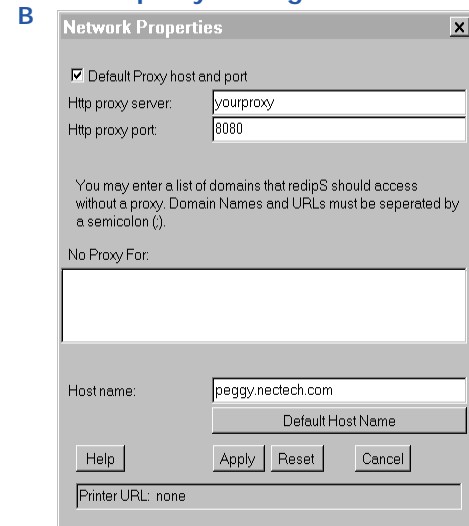 B
Network Properties
Default Proxy host and port
Http proxy server: yourproxy
Http proxy port: 8080
You may enter a list of domains that redipS should access
without a proxy. Domain Names and URLs must be seperated by
a semicolon (;).
No Proxy For:
Host name: peggy.nectech.com
Default Host Name
Help Apply Reset Cancel
Printer URL: none